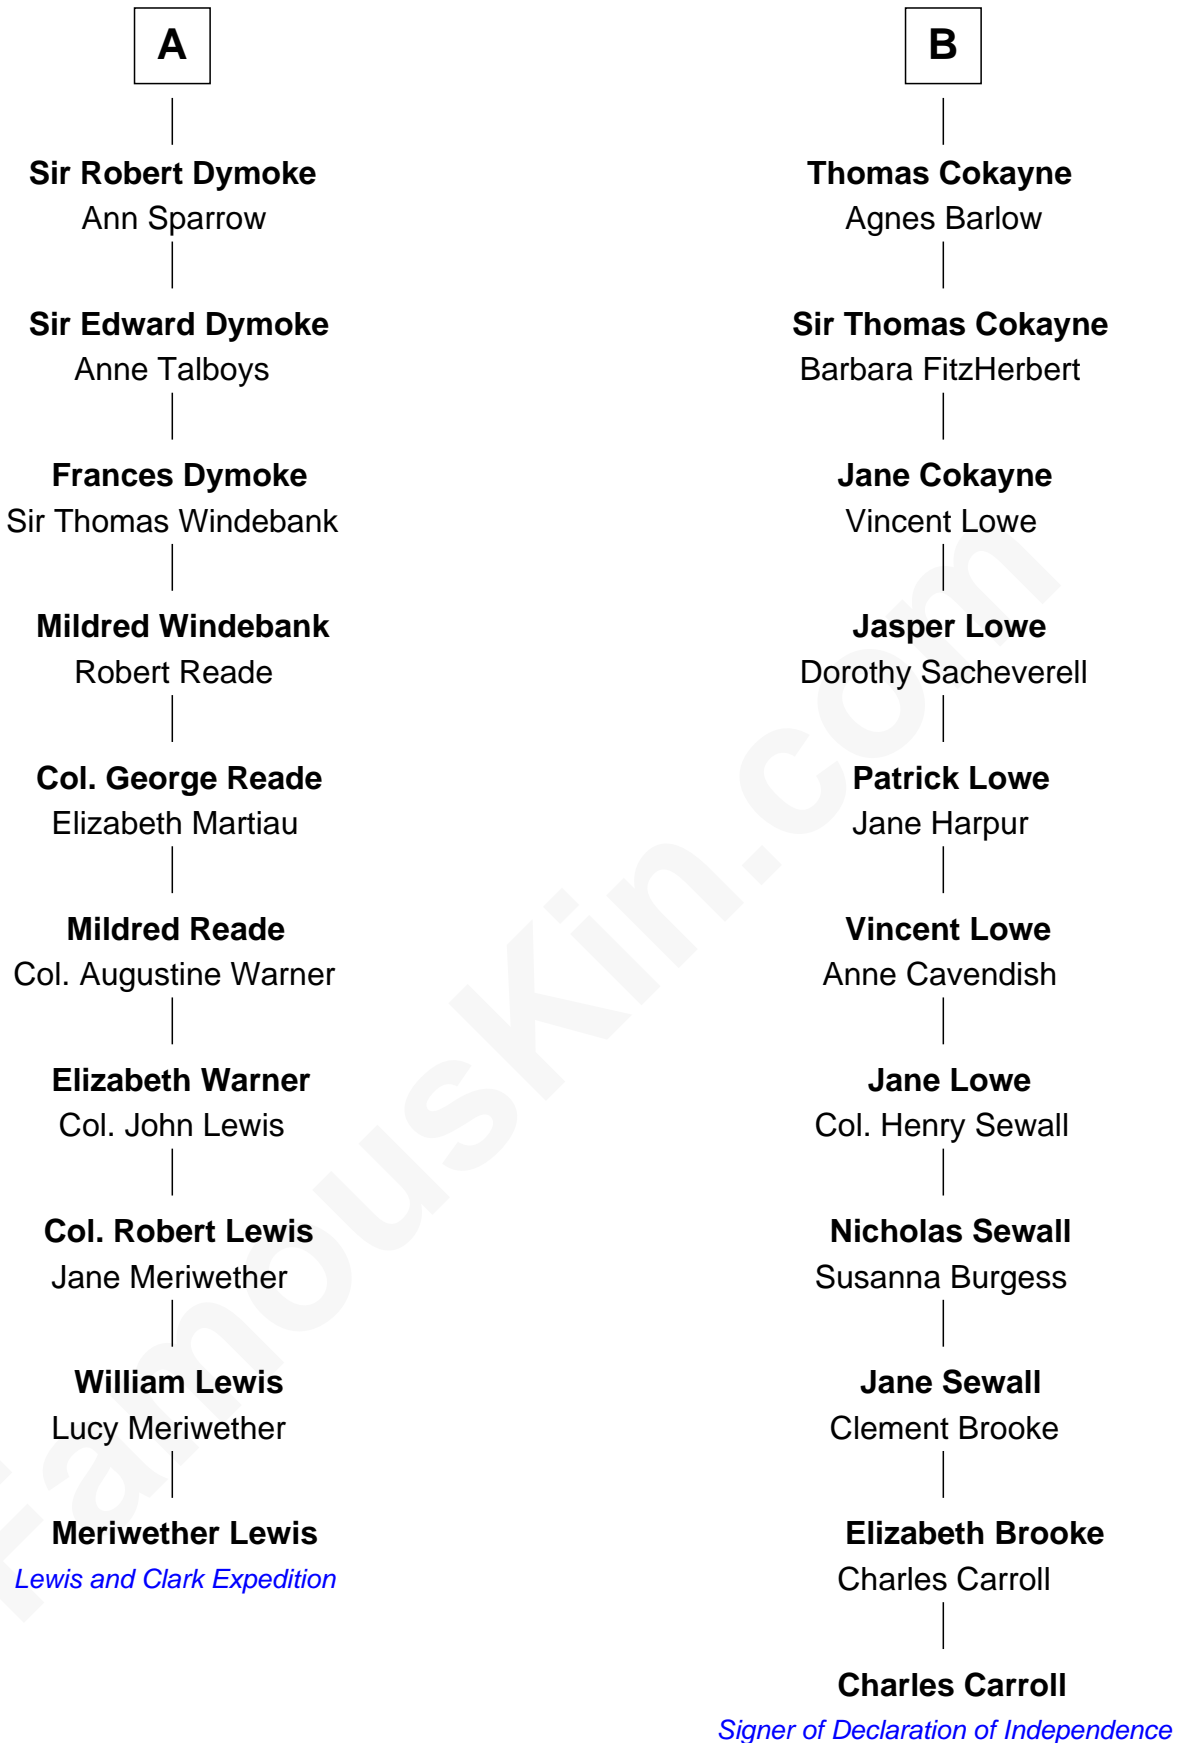 A
Sir Robert Dymoke
Ann Sparrow
Sir Edward Dymoke
Anne Talboys
Frances Dymoke
Sir Thomas Windebank
Mildred Windebank
Robert Reade
Col. George Reade
Elizabeth Martiau
Mildred Reade
Col. Augustine Warner
Elizabeth Warner
Col. John Lewis
Col. Robert Lewis
Jane Meriwether
William Lewis
Lucy Meriwether
Meriwether Lewis
Lewis and Clark Expedition
B
Thomas Cokayne
Agnes Barlow
Sir Thomas Cokayne
Barbara FitzHerbert
Jane Cokayne
Vincent Lowe
Jasper Lowe
Dorothy Sacheverell
Patrick Lowe
Jane Harpur
Vincent Lowe
Anne Cavendish
Jane Lowe
Col. Henry Sewall
Nicholas Sewall
Susanna Burgess
Jane Sewall
Clement Brooke
Elizabeth Brooke
Charles Carroll
Charles Carroll
Signer of Declaration of Independence
FamousKin.com